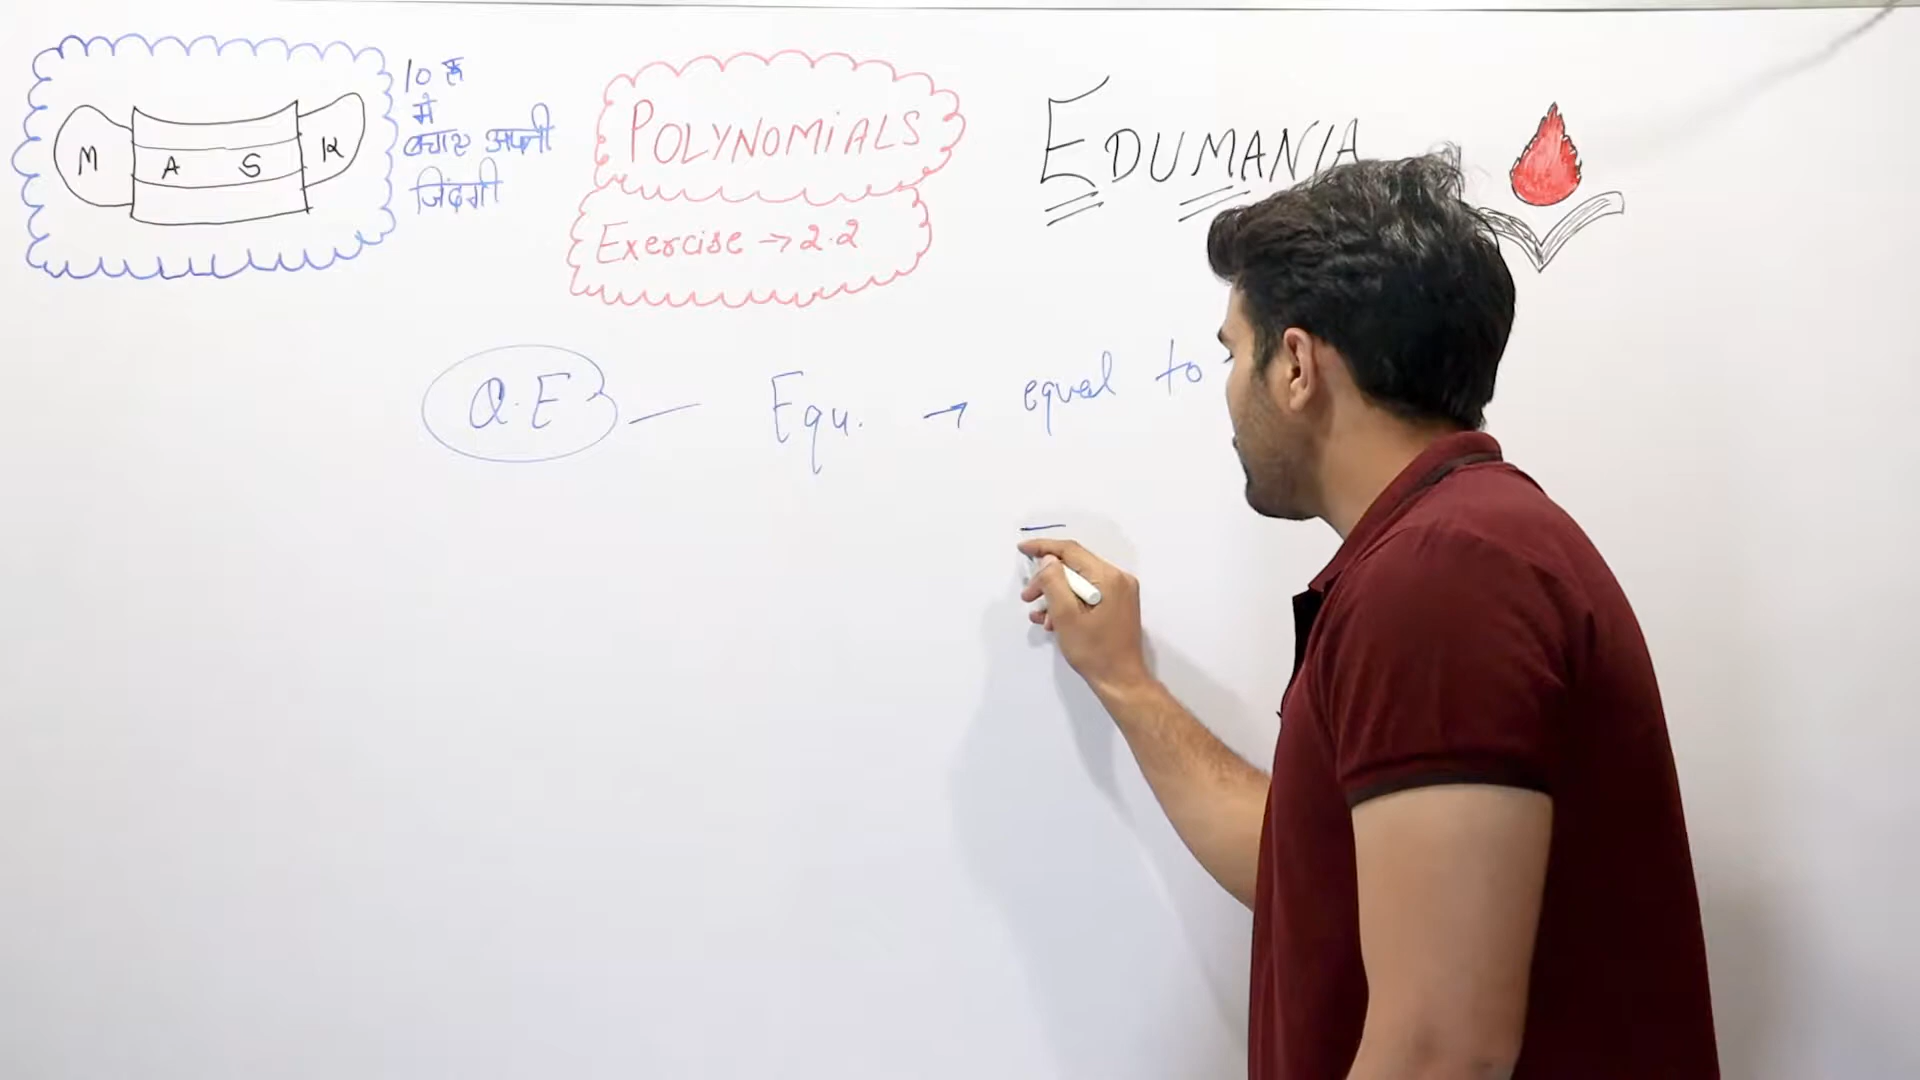 M A S K
10 रु
में
बचाए अपनी
जिंदगी
POLYNOMIALS
Exercise → 2.2
EDUMANIA
Q.E — Equ. → equal to